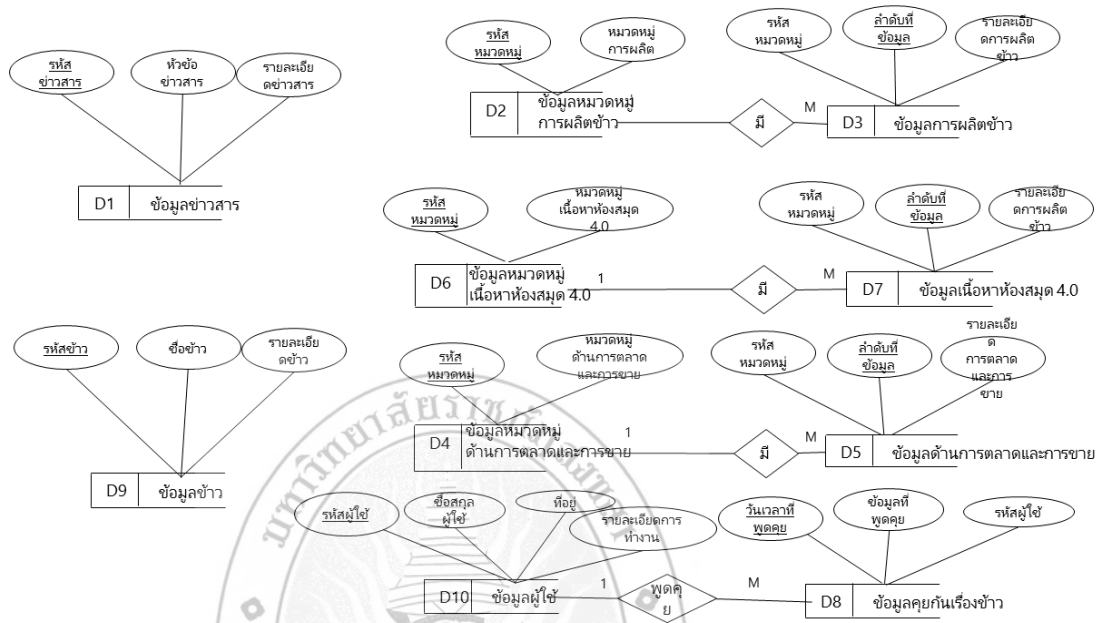 รหัส
ข่าวสาร
หัวข้อ
ข่าวสาร
รายละเอีย
ดข่าวสาร
D1
ข้อมูลข่าวสาร
รหัส
หมวดหมู่
หมวดหมู่
การผลิต
D2
ข้อมูลหมวดหมู่
การผลิตข้าว
1
มี
M
รหัส
หมวดหมู่
ลำดับที่
ข้อมูล
รายละเอีย
ดการผลิต
ข้าว
D3
ข้อมูลการผลิตข้าว
รหัส
หมวดหมู่
หมวดหมู่
เนื้อหาห้องสมุด
4.0
D6
ข้อมูลหมวดหมู่
เนื้อหาห้องสมุด 4.0
1
มี
M
รหัส
หมวดหมู่
ลำดับที่
ข้อมูล
รายละเอีย
ดการผลิต
ข้าว
D7
ข้อมูลเนื้อหาห้องสมุด 4.0
รหัสข้าว
ชื่อข้าว
รายละเอีย
ดข้าว
D9
ข้อมูลข้าว
รหัส
หมวดหมู่
หมวดหมู่
ด้านการตลาด
และการขาย
D4
ข้อมูลหมวดหมู่
ด้านการตลาดและการขาย
1
มี
M
รหัส
หมวดหมู่
ลำดับที่
ข้อมูล
รายละเอีย
ด
การตลาด
และการ
ขาย
D5
ข้อมูลด้านการตลาดและการขาย
รหัสผู้ใช้
ชื่อสกุล
ผู้ใช้
ที่อยู่
รายละเอียดการ
ทำงาน
D10
ข้อมูลผู้ใช้
1
พูดคุ
ย
M
วันเวลาที่
พูดคุย
ข้อมูลที่
พูดคุย
รหัสผู้ใช้
D8
ข้อมูลคุยกันเรื่องข้าว